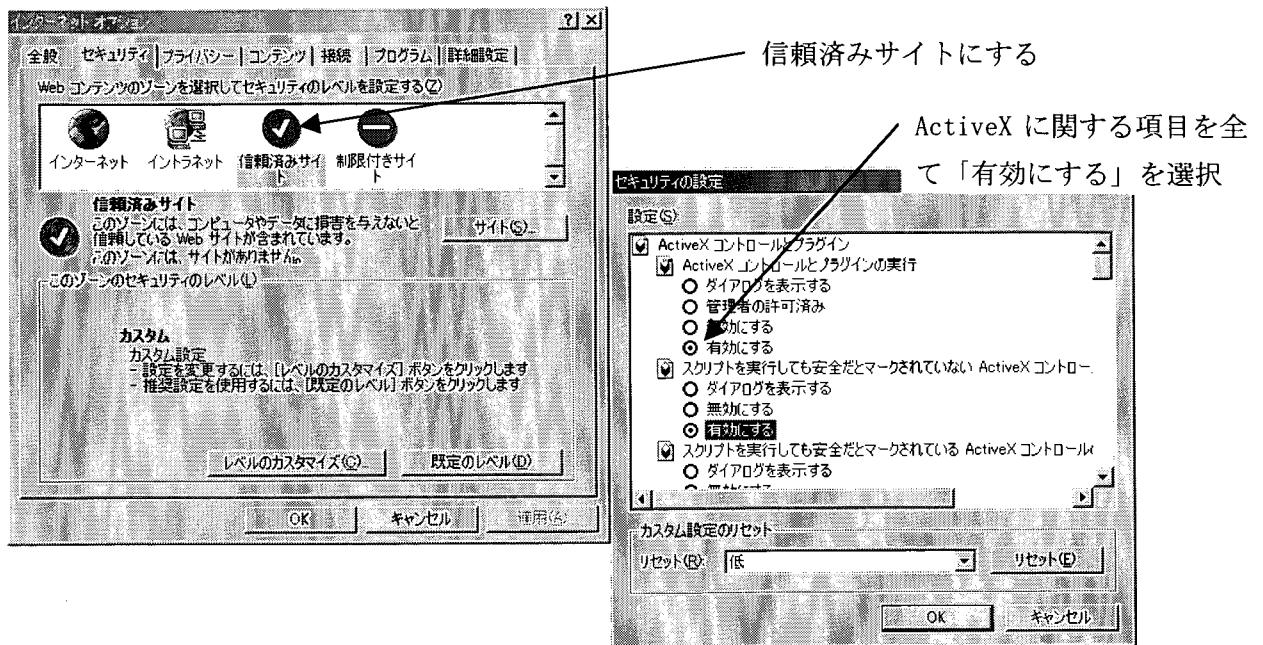 インターネット オプション
全般 セキュリティ プライバシー コンテンツ 接続 プログラム 詳細設定
Web コンテンツのゾーンを選択してセキュリティのレベルを設定する(Z)
インターネット イントラネット 信頼済みサイト 制限付きサイト
信頼済みサイト
このゾーンには、コンピュータやデータに損害を与えないと
信頼している Web サイトが含まれています。
このゾーンには、サイトがありません。
サイト(S)...
このゾーンのセキュリティのレベル(L)
カスタム
カスタム設定
- 設定を変更するには、[レベルのカスタマイズ] ボタンをクリックします
- 推奨設定を使用するには、[既定のレベル] ボタンをクリックします
レベルのカスタマイズ(C)... 既定のレベル(D)
OK キャンセル 適用(A)
信頼済みサイトにする
ActiveX に関する項目を全
て「有効にする」を選択
セキュリティの設定
設定(S):
ActiveX コントロールとプラグイン
ActiveX コントロールとプラグインの実行
ダイアログを表示する
管理者の許可済み
無効にする
有効にする
スクリプトを実行しても安全だとマークされていない ActiveX コントロー
ダイアログを表示する
無効にする
有効にする
スクリプトを実行しても安全だとマークされている ActiveX コントロール
ダイアログを表示する
無効にする
カスタム設定のリセット
リセット(R): 低 リセット(E)
OK キャンセル